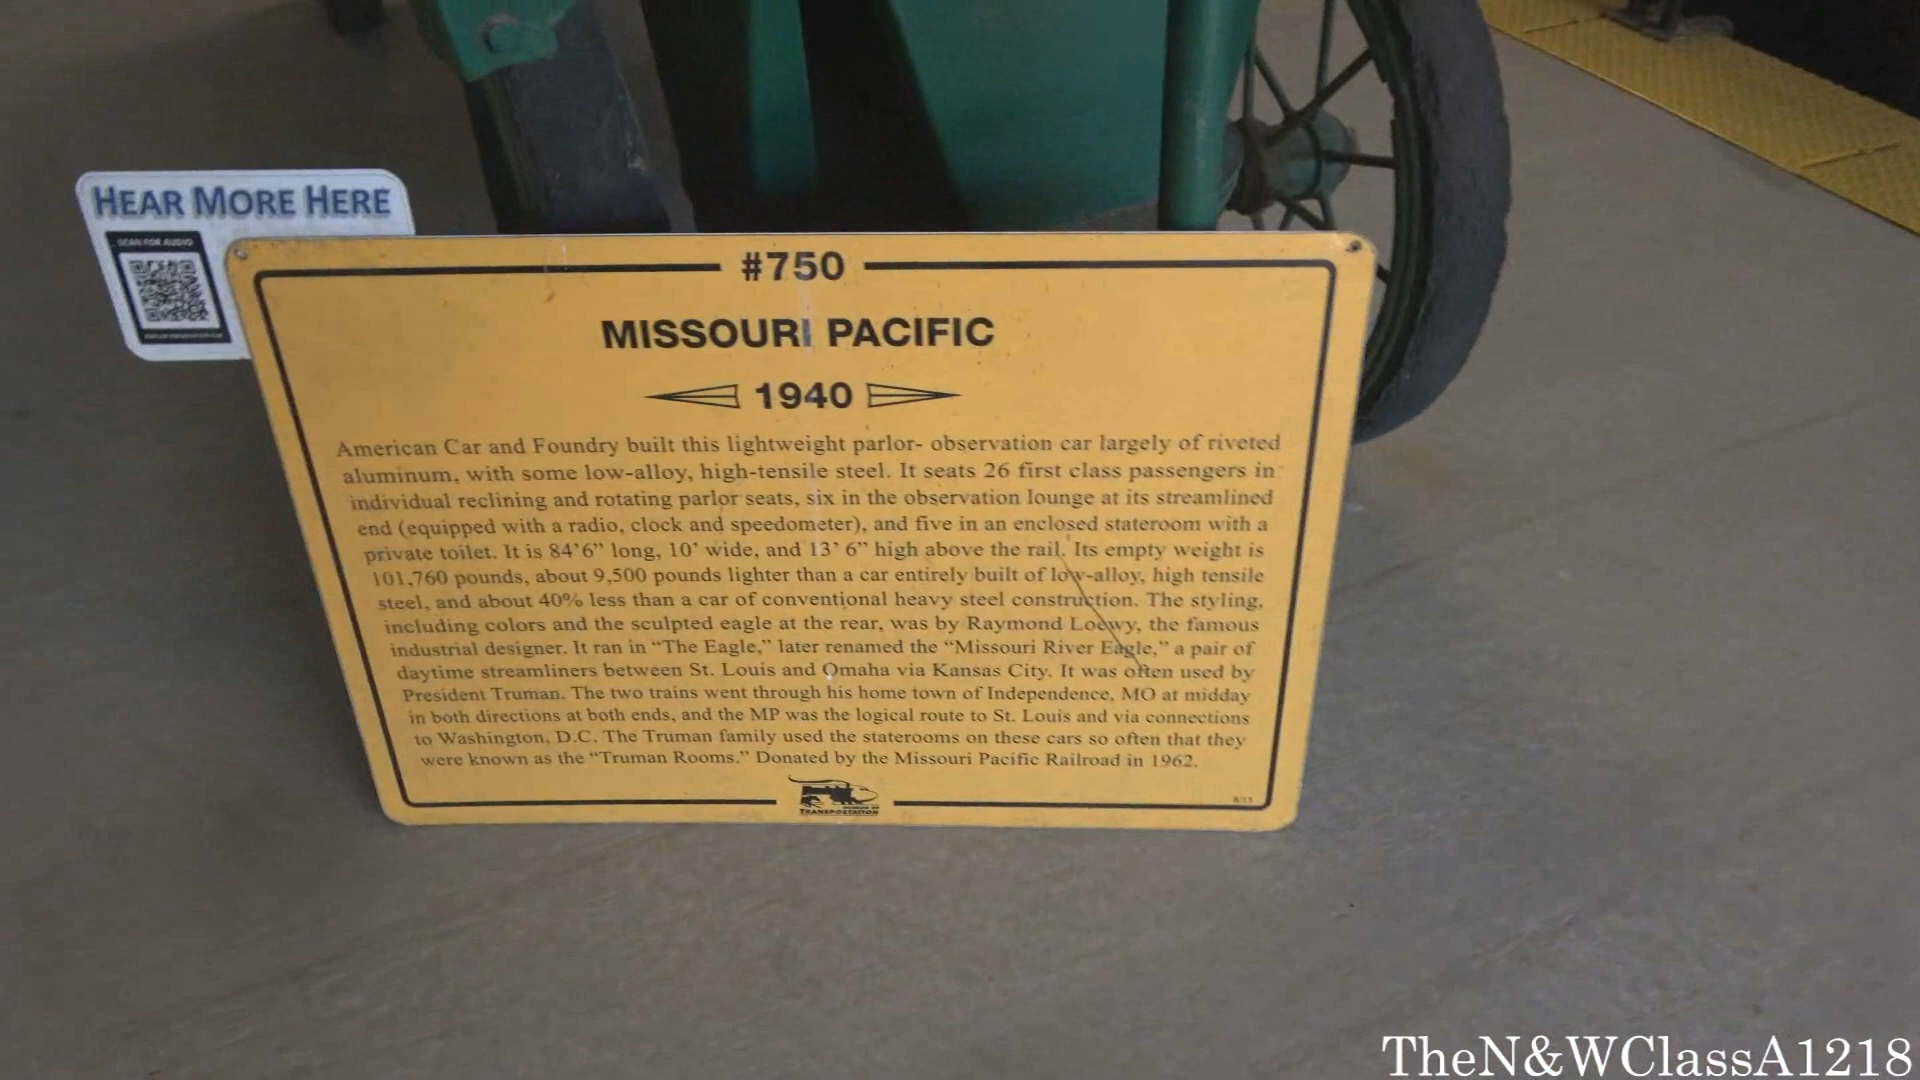 HEAR MORE HERE
SCAN FOR AUDIO
#750
MISSOURI PACIFIC
1940
American Car and Foundry built this lightweight parlor- observation car largely of riveted
aluminum, with some low-alloy, high-tensile steel. It seats 26 first class passengers in
individual reclining and rotating parlor seats, six in the observation lounge at its streamlined
end (equipped with a radio, clock and speedometer), and five in an enclosed stateroom with a
private toilet. It is 84’6” long, 10’ wide, and 13’ 6” high above the rail. Its empty weight is
101,760 pounds, about 9,500 pounds lighter than a car entirely built of low-alloy, high tensile
steel, and about 40% less than a car of conventional heavy steel construction. The styling,
including colors and the sculpted eagle at the rear, was by Raymond Loewy, the famous
industrial designer. It ran in “The Eagle,” later renamed the “Missouri River Eagle,” a pair of
daytime streamliners between St. Louis and Omaha via Kansas City. It was often used by
President Truman. The two trains went through his home town of Independence, MO at midday
in both directions at both ends, and the MP was the logical route to St. Louis and via connections
to Washington, D.C. The Truman family used the staterooms on these cars so often that they
were known as the “Truman Rooms.” Donated by the Missouri Pacific Railroad in 1962.
MUSEUM OF
TRANSPORTATION
TheN&WClassA1218